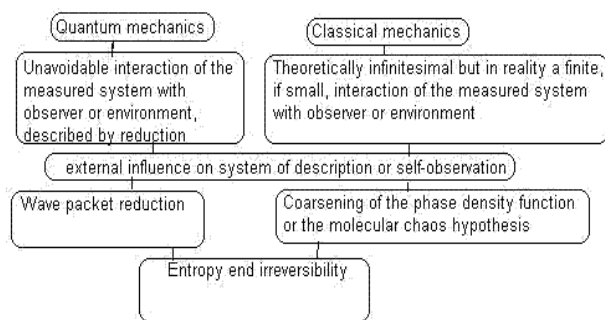 Quantum mechanics
Classical mechanics
Unavoidable interaction of the
measured system with
observer or environment,
described by reduction
Theoretically infinitesimal but in reality a finite,
if small, interaction of the measured system
with observer or environment
external influence on system of description or self-observation
Wave packet reduction
Coarsening of the phase density function
or the molecular chaos hypothesis
Entropy end irreversibility